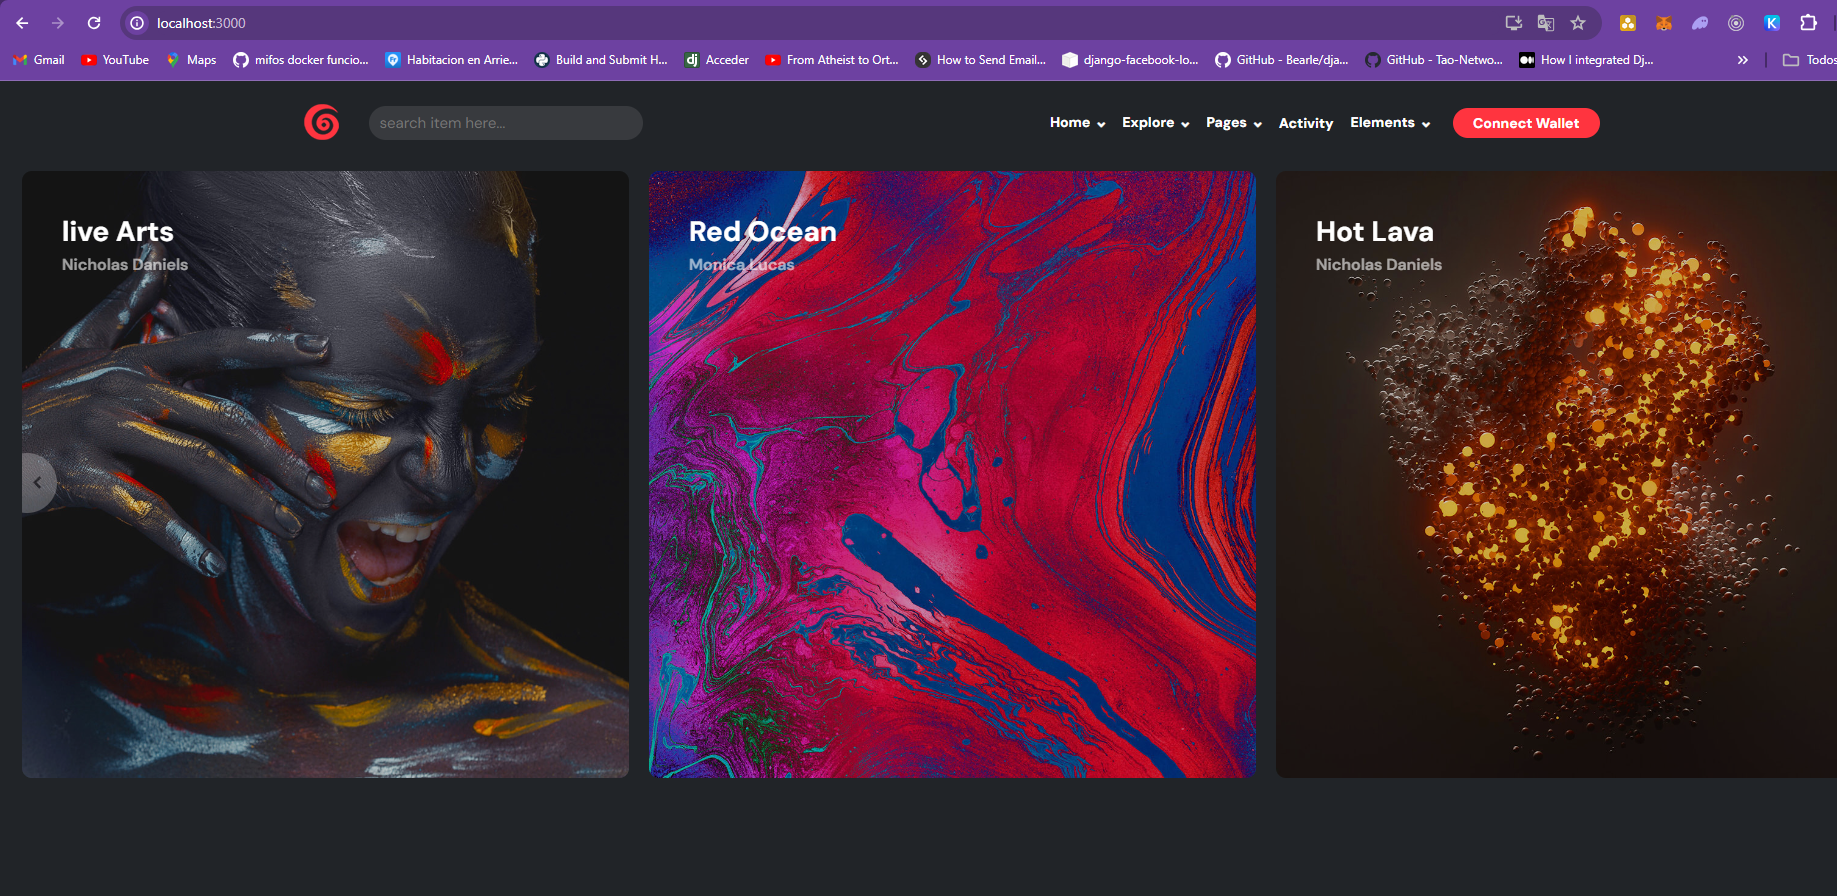 localhost:3000
Gmail YouTube Maps mifos docker funcio... Habitacion en Arrie... Build and Submit H... Acceder From Atheist to Ort... How to Send Email... django-facebook-lo... GitHub - Bearle/dja... GitHub - Tao-Netwo... How I integrated Dj... » Todos
search item here... Home Explore Pages Activity Elements Connect Wallet
live Arts
Nicholas Daniels
Red Ocean
Monica Lucas
Hot Lava
Nicholas Daniels